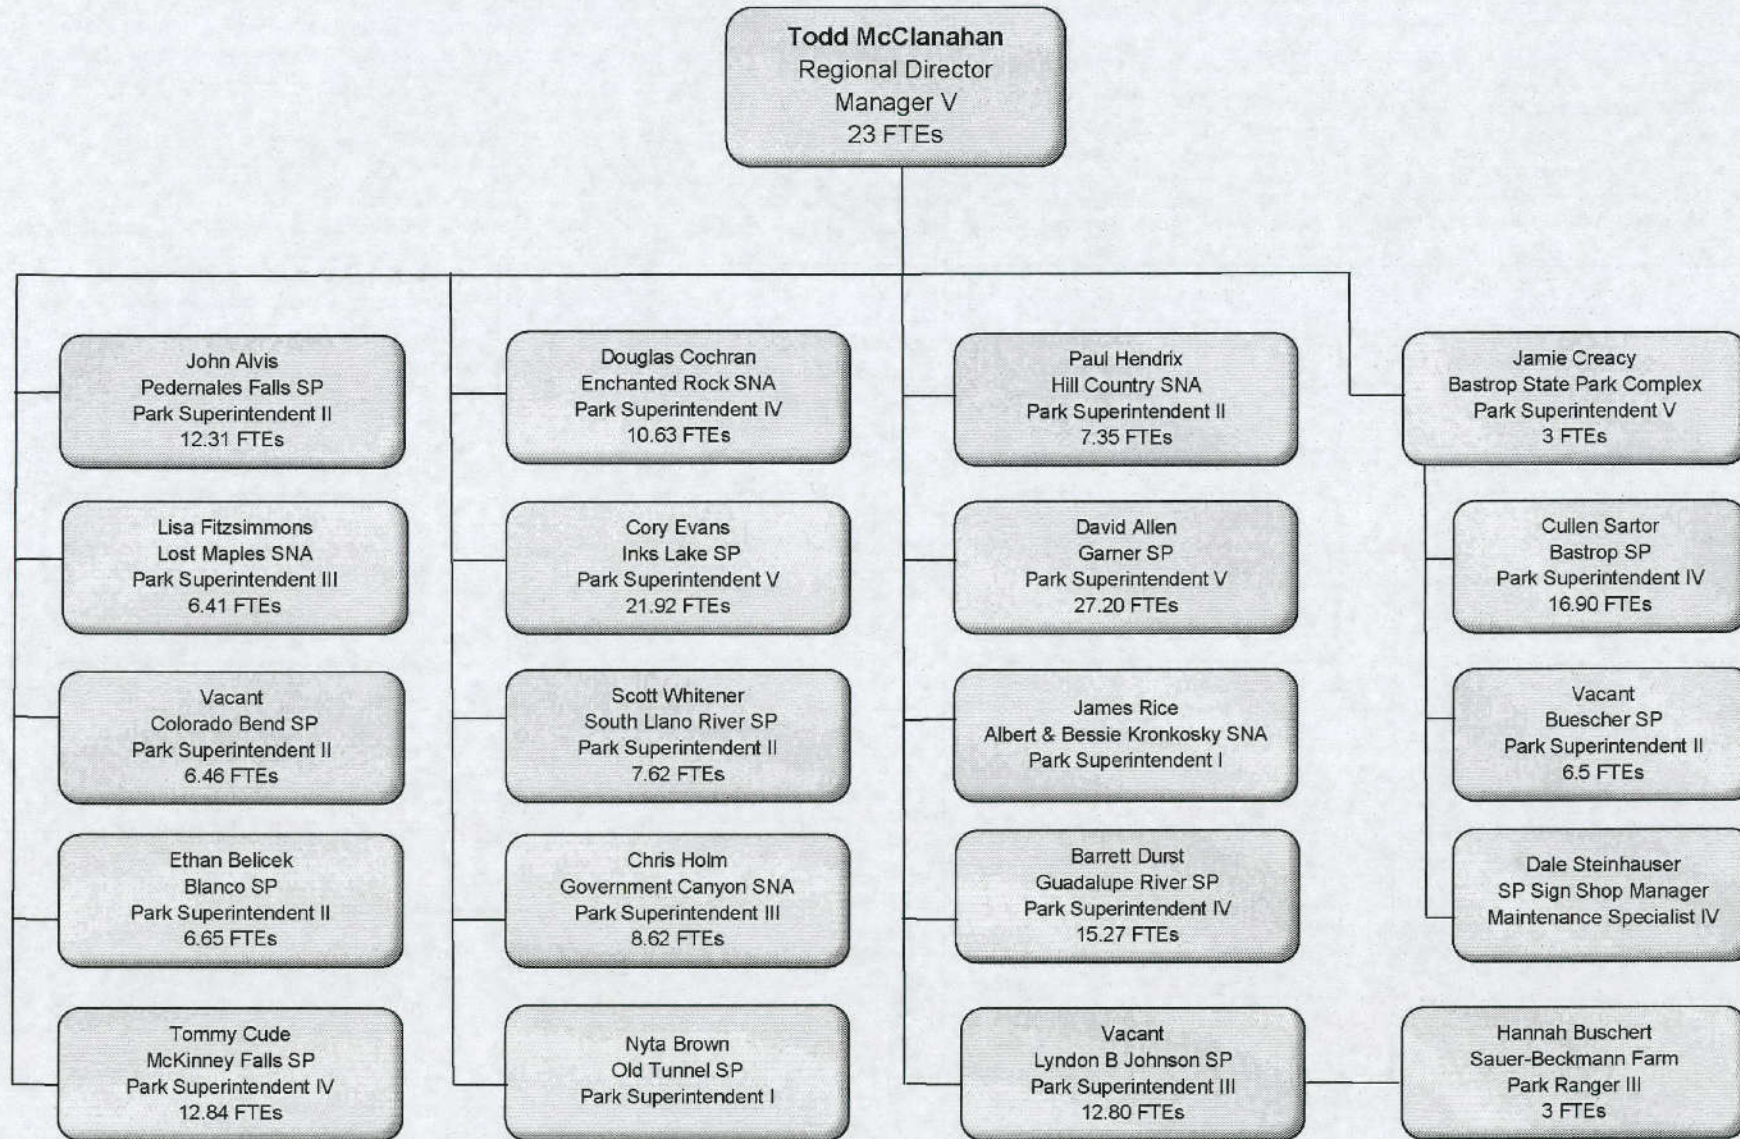 Todd McClanahan
Regional Director
Manager V
23 FTEs
John Alvis
Pedernales Falls SP
Park Superintendent II
12.31 FTEs
Lisa Fitzsimmons
Lost Maples SNA
Park Superintendent III
6.41 FTEs
Vacant
Colorado Bend SP
Park Superintendent II
6.46 FTEs
Ethan Belicek
Blanco SP
Park Superintendent II
6.65 FTEs
Tommy Cude
McKinney Falls SP
Park Superintendent IV
12.84 FTEs
Douglas Cochran
Enchanted Rock SNA
Park Superintendent IV
10.63 FTEs
Cory Evans
Inks Lake SP
Park Superintendent V
21.92 FTEs
Scott Whitener
South Llano River SP
Park Superintendent II
7.62 FTEs
Chris Holm
Government Canyon SNA
Park Superintendent III
8.62 FTEs
Nyta Brown
Old Tunnel SP
Park Superintendent I
Paul Hendrix
Hill Country SNA
Park Superintendent II
7.35 FTEs
David Allen
Garner SP
Park Superintendent V
27.20 FTEs
James Rice
Albert & Bessie Kronkosky SNA
Park Superintendent I
Barrett Durst
Guadalupe River SP
Park Superintendent IV
15.27 FTEs
Vacant
Lyndon B Johnson SP
Park Superintendent III
12.80 FTEs
Jamie Creacy
Bastrop State Park Complex
Park Superintendent V
3 FTEs
Cullen Sartor
Bastrop SP
Park Superintendent IV
16.90 FTEs
Vacant
Buescher SP
Park Superintendent II
6.5 FTEs
Dale Steinhauser
SP Sign Shop Manager
Maintenance Specialist IV
Hannah Buschert
Sauer-Beckmann Farm
Park Ranger III
3 FTEs